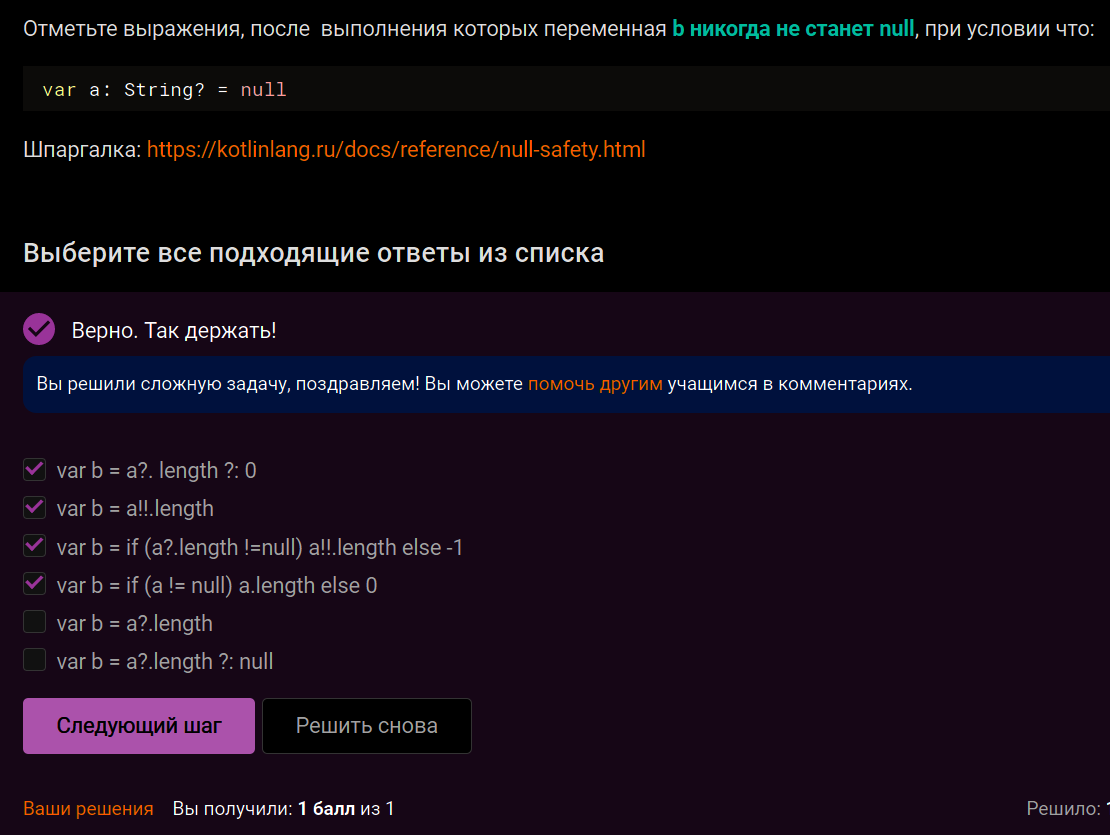 Отметьте выражения, после  выполнения которых переменная b никогда не станет null, при условии что:
var a: String? = null
Шпаргалка: https://kotlinlang.ru/docs/reference/null-safety.html
Выберите все подходящие ответы из списка
Верно. Так держать!
Вы решили сложную задачу, поздравляем! Вы можете помочь другим учащимся в комментариях.
var b = a?. length ?: 0
var b = a!!.length
var b = if (a?.length !=null) a!!.length else -1
var b = if (a != null) a.length else 0
var b = a?.length
var b = a?.length ?: null
Следующий шаг Решить снова
Ваши решения Вы получили: 1 балл из 1 Решило: